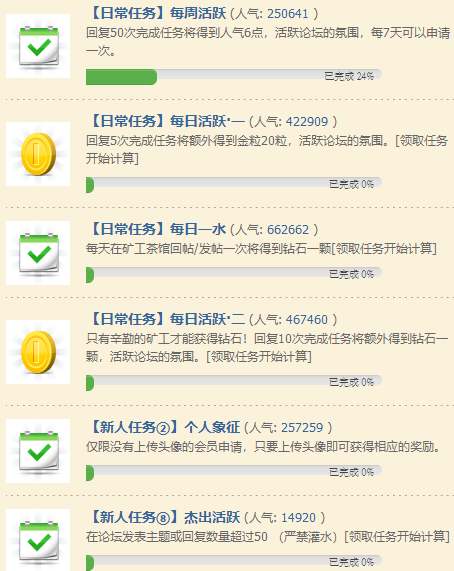 【日常任务】每周活跃 (人气: 250641 )
回复50次完成任务将得到人气6点，活跃论坛的氛围，每7天可以申请
一次。
已完成 24%
【日常任务】每日活跃·一 (人气: 422909 )
回复5次完成任务将额外得到金粒20粒，活跃论坛的氛围。[领取任务
开始计算]
已完成 0%
【日常任务】每日一水 (人气: 662662 )
每天在矿工茶馆回帖/发帖一次将得到钻石一颗[领取任务开始计算]
已完成 0%
【日常任务】每日活跃·二 (人气: 467460 )
只有辛勤的矿工才能获得钻石！回复10次完成任务将额外得到钻石一
颗，活跃论坛的氛围。[领取任务开始计算]
已完成 0%
【新人任务②】个人象征 (人气: 257259 )
仅限没有上传头像的会员申请，只要上传头像即可获得相应的奖励。
已完成 0%
【新人任务⑧】杰出活跃 (人气: 14920 )
在论坛发表主题或回复数量超过50 （严禁灌水）[领取任务开始计算]
已完成 0%